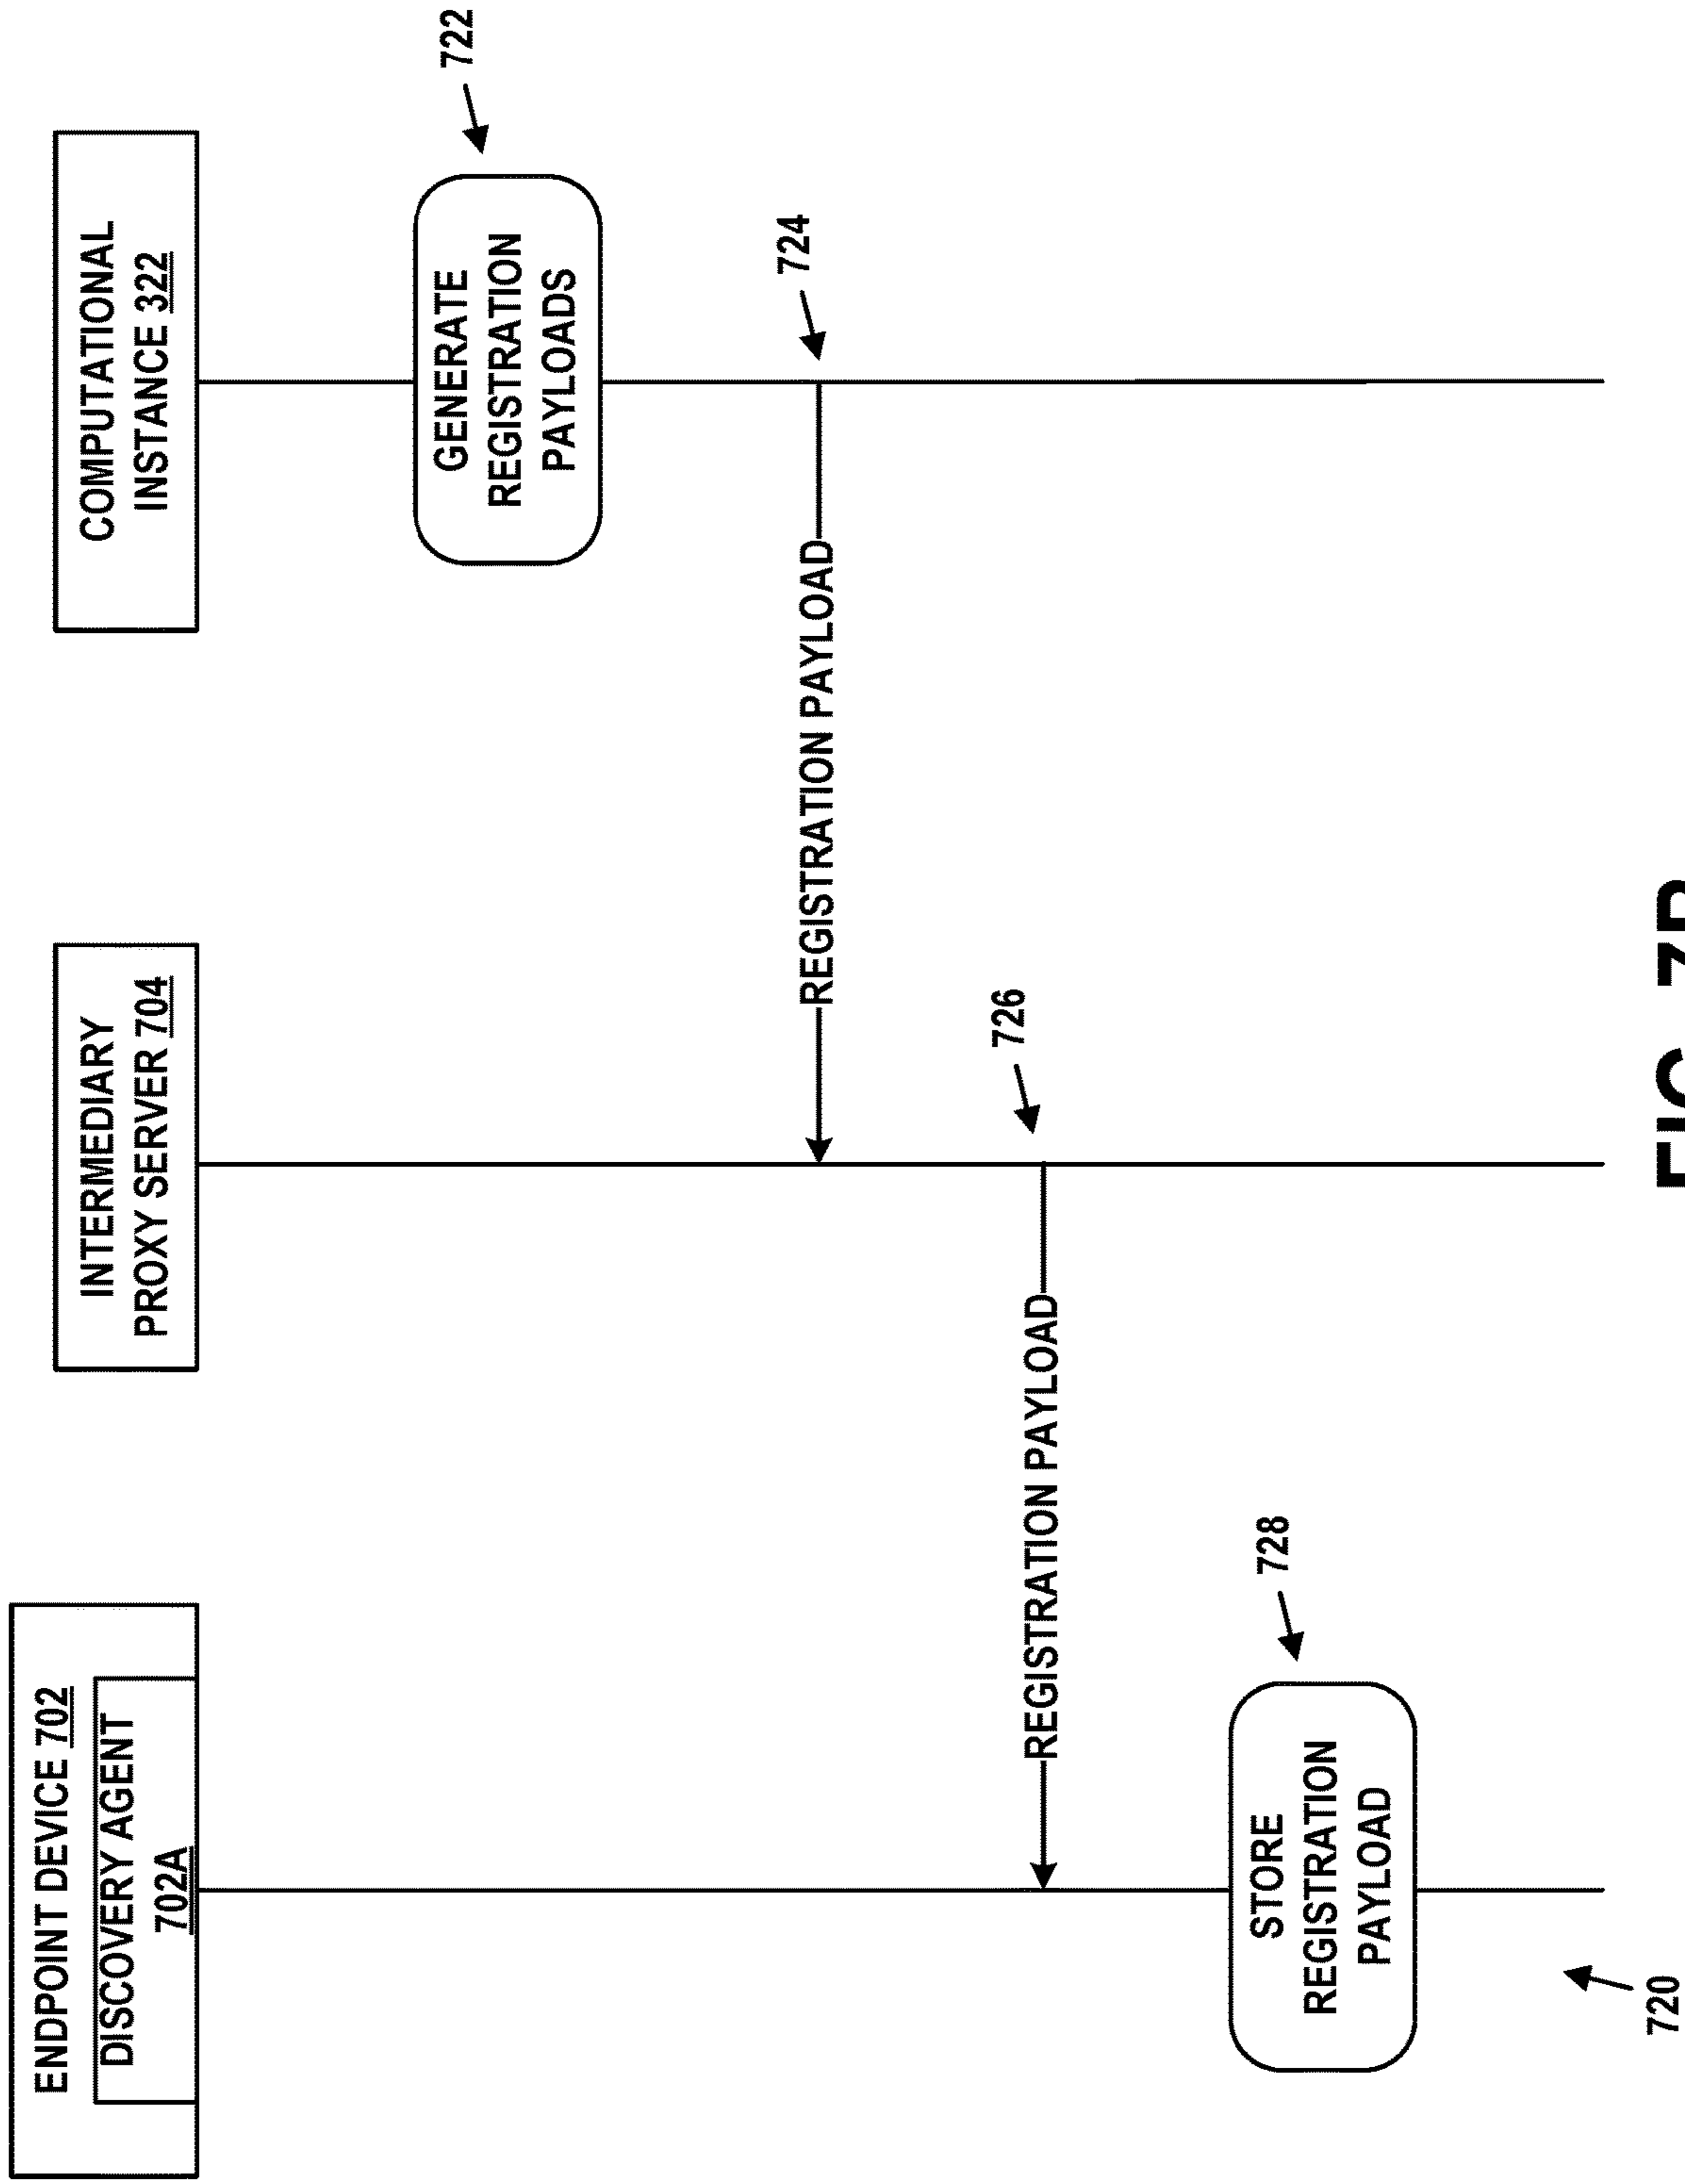 ENDPOINT DEVICE 702
DISCOVERY AGENT
702A
INTERMEDIARY
PROXY SERVER 704
COMPUTATIONAL
INSTANCE 322
722
GENERATE
REGISTRATION
PAYLOADS
724
REGISTRATION PAYLOAD
726
REGISTRATION PAYLOAD
728
STORE
REGISTRATION
PAYLOAD
720